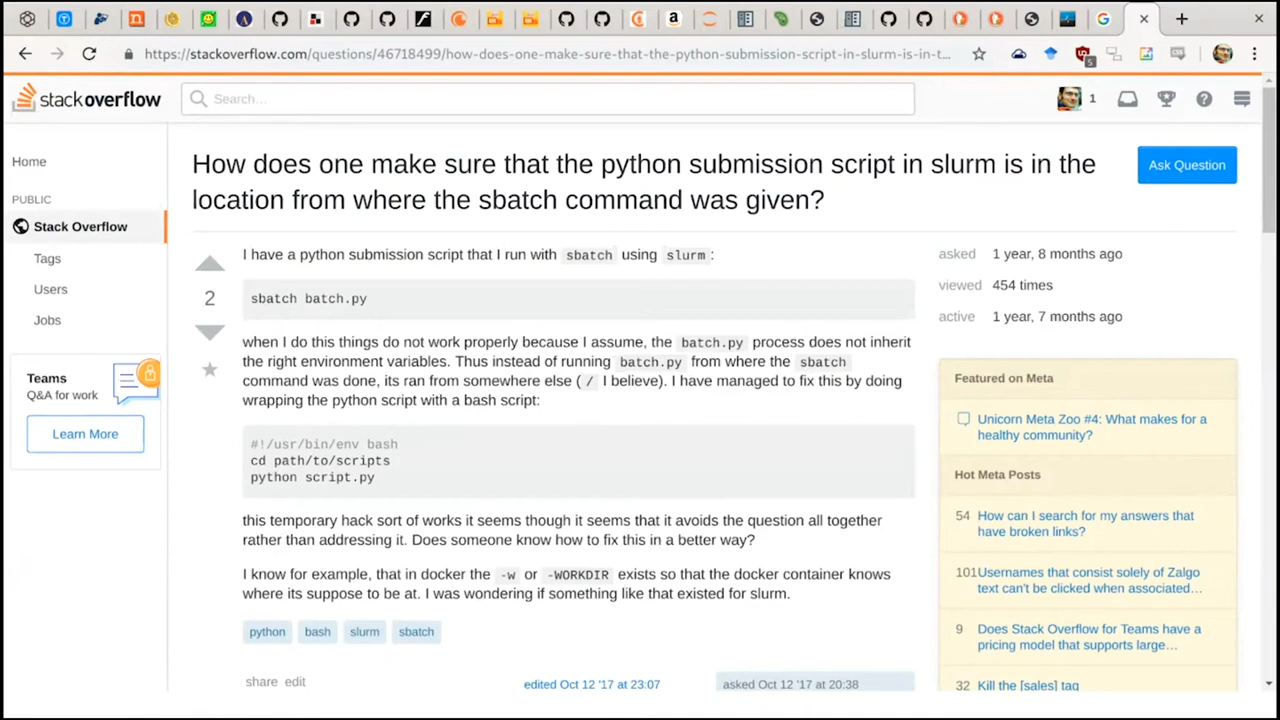 https://stackoverflow.com/questions/46718499/how-does-one-make-sure-that-the-python-submission-script-in-slurm-is-in-t...
5
stackoverflow
Search...
1
Home
PUBLIC
Stack Overflow
Tags
Users
Jobs
Teams
Q&A for work
Learn More
How does one make sure that the python submission script in slurm is in the
location from where the sbatch command was given?
Ask Question
2
I have a python submission script that I run with sbatch using slurm :
sbatch batch.py
when I do this things do not work properly because I assume, the batch.py process does not inherit
the right environment variables. Thus instead of running batch.py from where the sbatch
command was done, its ran from somewhere else ( / I believe). I have managed to fix this by doing
wrapping the python script with a bash script:
#!/usr/bin/env bash
cd path/to/scripts
python script.py
this temporary hack sort of works it seems though it seems that it avoids the question all together
rather than addressing it. Does someone know how to fix this in a better way?
I know for example, that in docker the -w or -WORKDIR exists so that the docker container knows
where its suppose to be at. I was wondering if something like that existed for slurm.
python bash slurm sbatch
share edit
edited Oct 12 '17 at 23:07
asked Oct 12 '17 at 20:38
asked 1 year, 8 months ago
viewed 454 times
active 1 year, 7 months ago
Featured on Meta
Unicorn Meta Zoo #4: What makes for a
healthy community?
Hot Meta Posts
54 How can I search for my answers that
have broken links?
101 Usernames that consist solely of Zalgo
text can't be clicked when associated...
9 Does Stack Overflow for Teams have a
pricing model that supports large...
32 Kill the [sales] tag